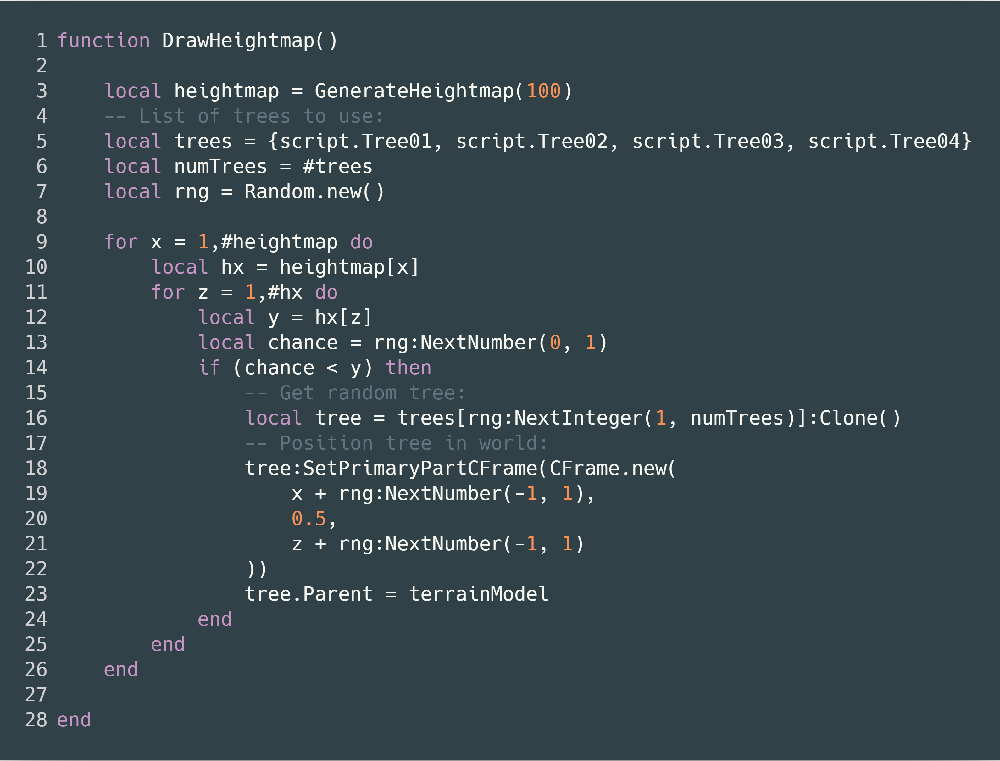 1 function DrawHeightmap()
2
3     local heightmap = GenerateHeightmap(100)
4     -- List of trees to use:
5     local trees = {script.Tree01, script.Tree02, script.Tree03, script.Tree04}
6     local numTrees = #trees
7     local rng = Random.new()
8
9     for x = 1,#heightmap do
10         local hx = heightmap[x]
11         for z = 1,#hx do
12             local y = hx[z]
13             local chance = rng:NextNumber(0, 1)
14             if (chance < y) then
15                 -- Get random tree:
16                 local tree = trees[rng:NextInteger(1, numTrees)]:Clone()
17                 -- Position tree in world:
18                 tree:SetPrimaryPartCFrame(CFrame.new(
19                     x + rng:NextNumber(-1, 1),
20                     0.5,
21                     z + rng:NextNumber(-1, 1)
22                 ))
23                 tree.Parent = terrainModel
24             end
25         end
26     end
27
28 end